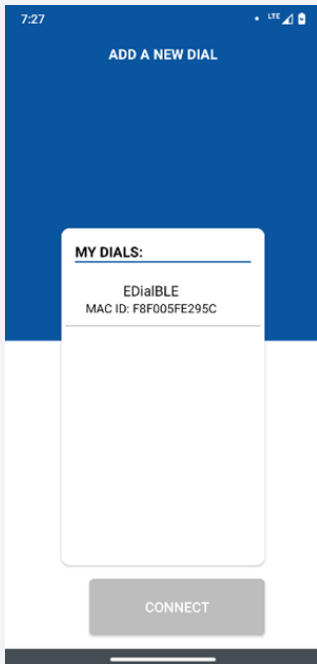 7:27
LTE
ADD A NEW DIAL
MY DIALS:
EDialBLE
MAC ID: F8F005FE295C
CONNECT